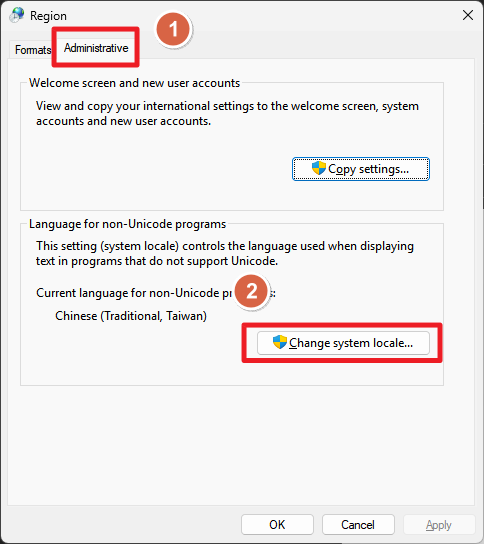 Region
1
Formats
Administrative
Welcome screen and new user accounts
View and copy your international settings to the welcome screen, system
accounts and new user accounts.
Copy settings...
Language for non-Unicode programs
This setting (system locale) controls the language used when displaying
text in programs that do not support Unicode.
2
Current language for non-Unicode pr s:
Chinese (Traditional, Taiwan)
Change system locale...
OK
Cancel
Apply